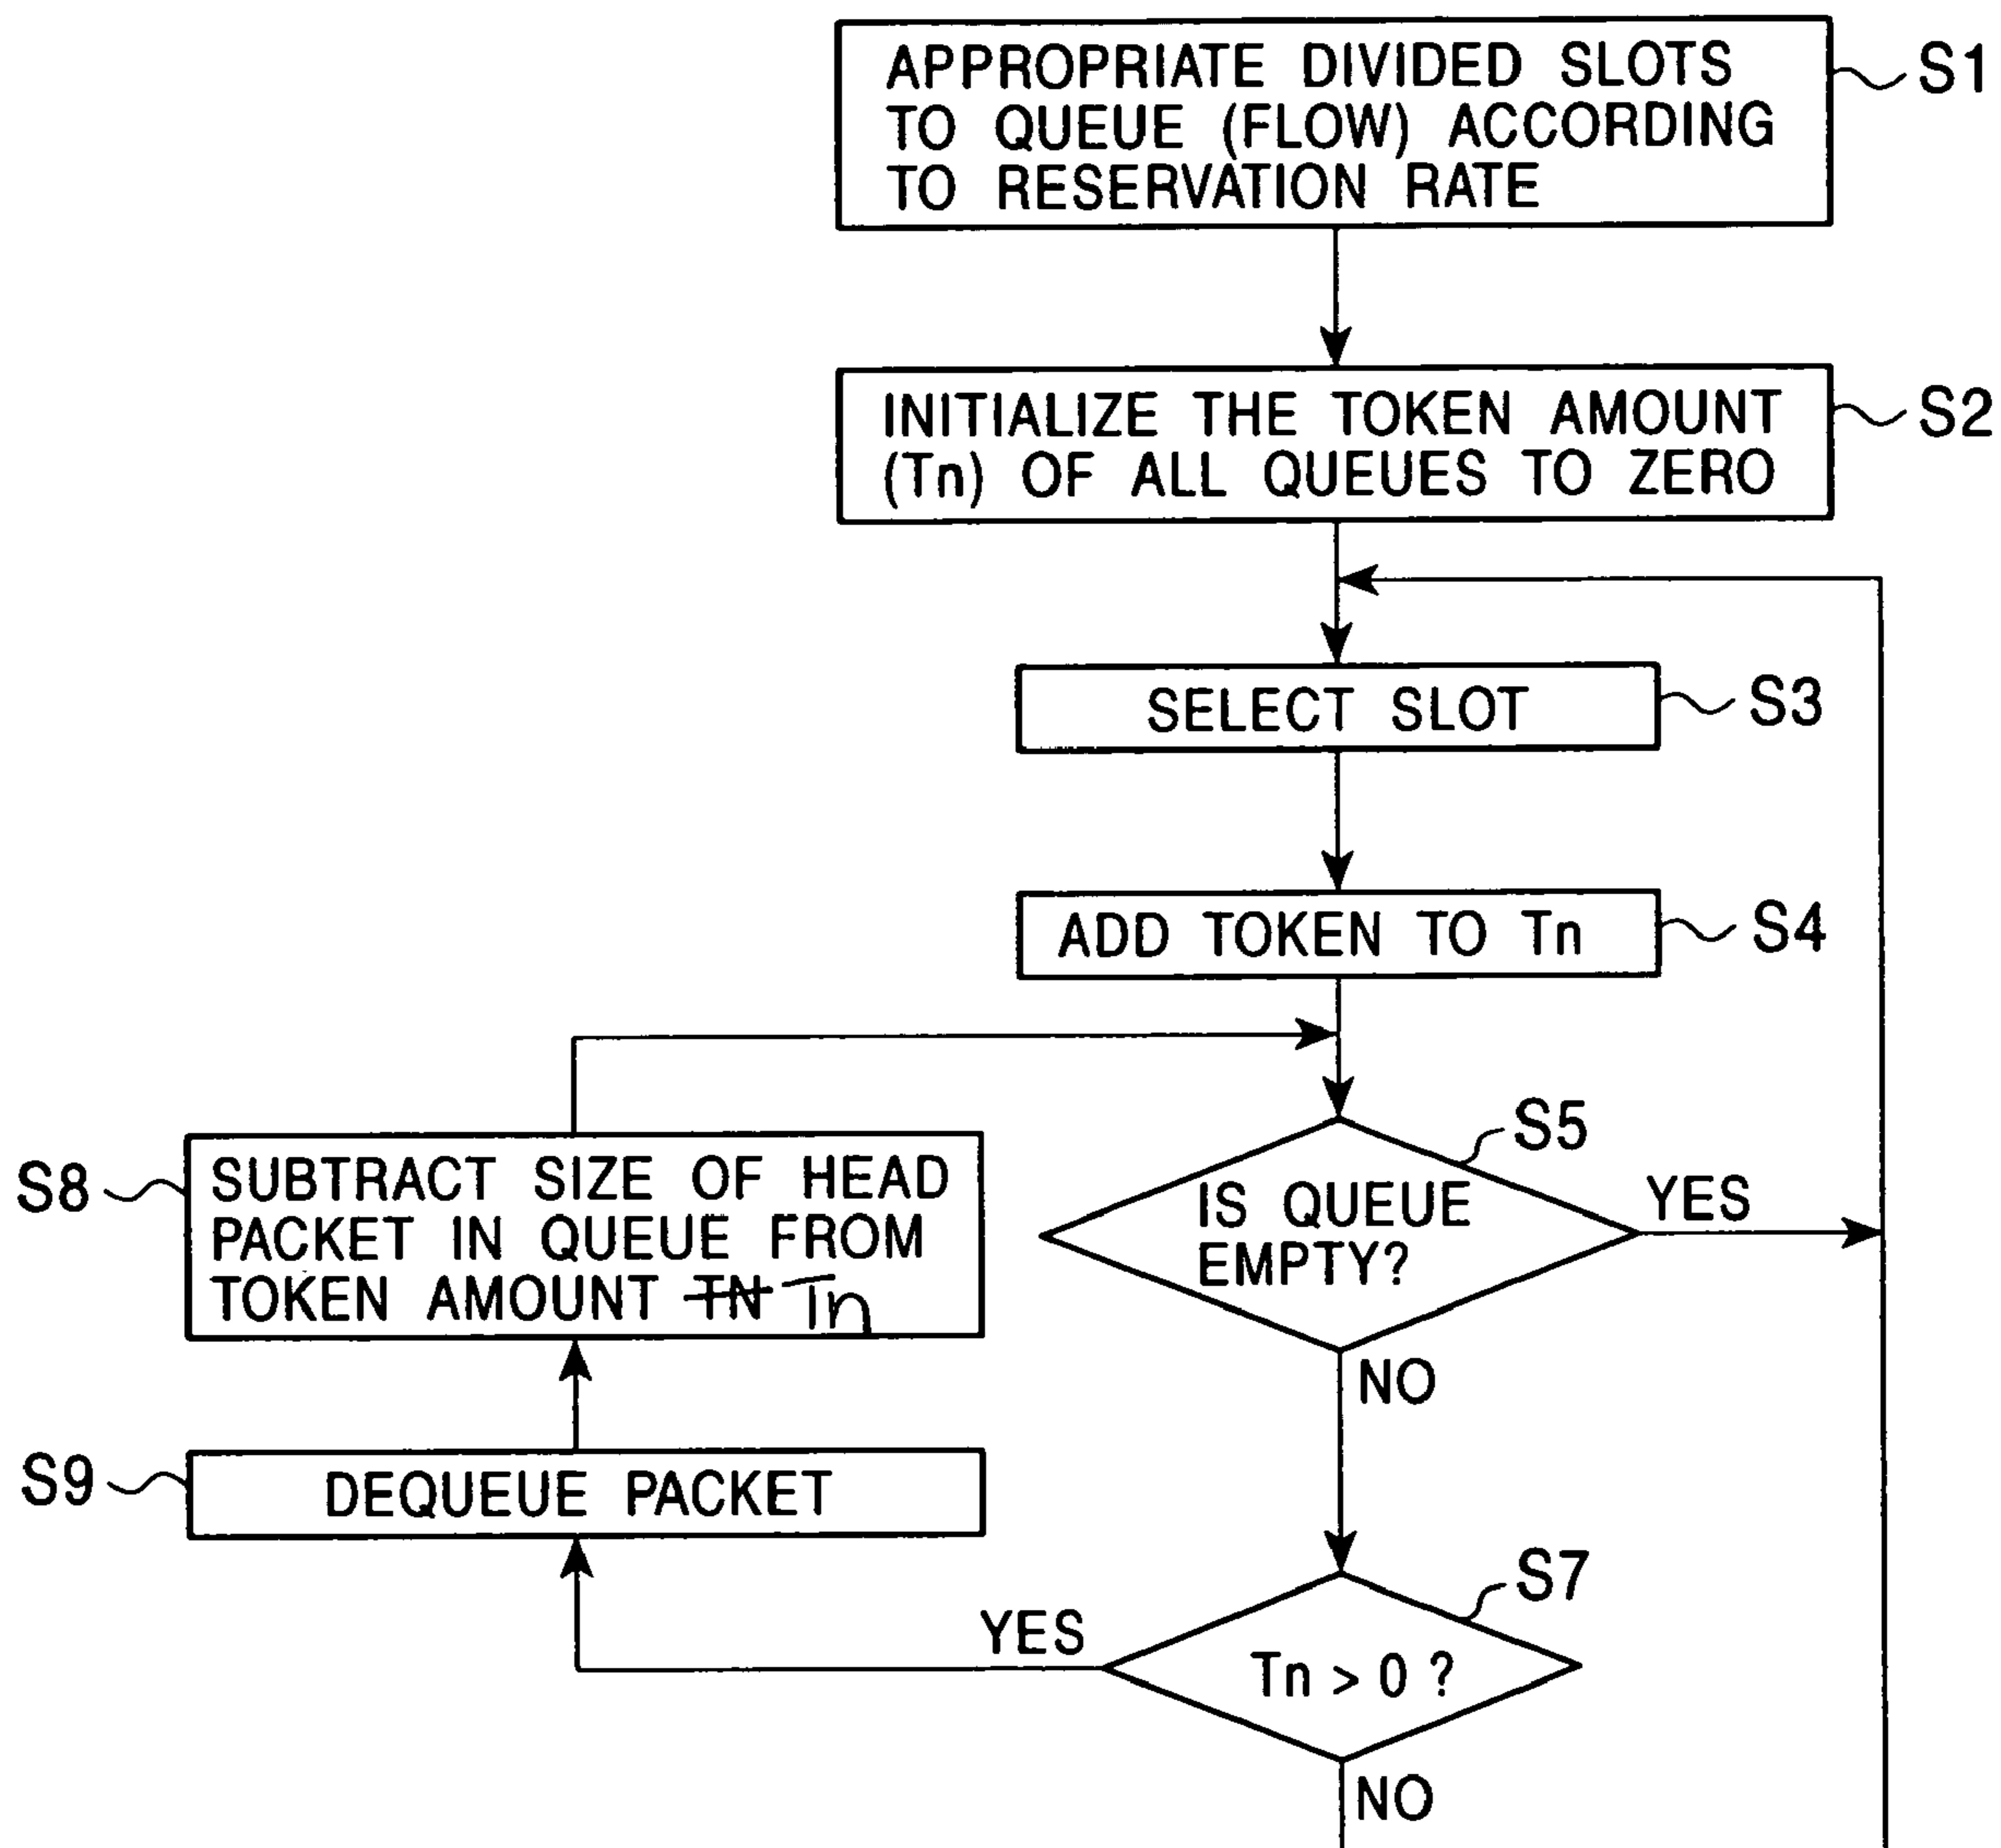 APPROPRIATE DIVIDED SLOTS
TO QUEUE (FLOW) ACCORDING
TO RESERVATION RATE
S1
INITIALIZE THE TOKEN AMOUNT
(Tn) OF ALL QUEUES TO ZERO
S2
SELECT SLOT
S3
ADD TOKEN TO Tn
S4
S5
IS QUEUE
EMPTY?
YES
NO
S8
SUBTRACT SIZE OF HEAD
PACKET IN QUEUE FROM
TOKEN AMOUNT TN Tn
S9
DEQUEUE PACKET
S7
Tn > 0 ?
YES
NO